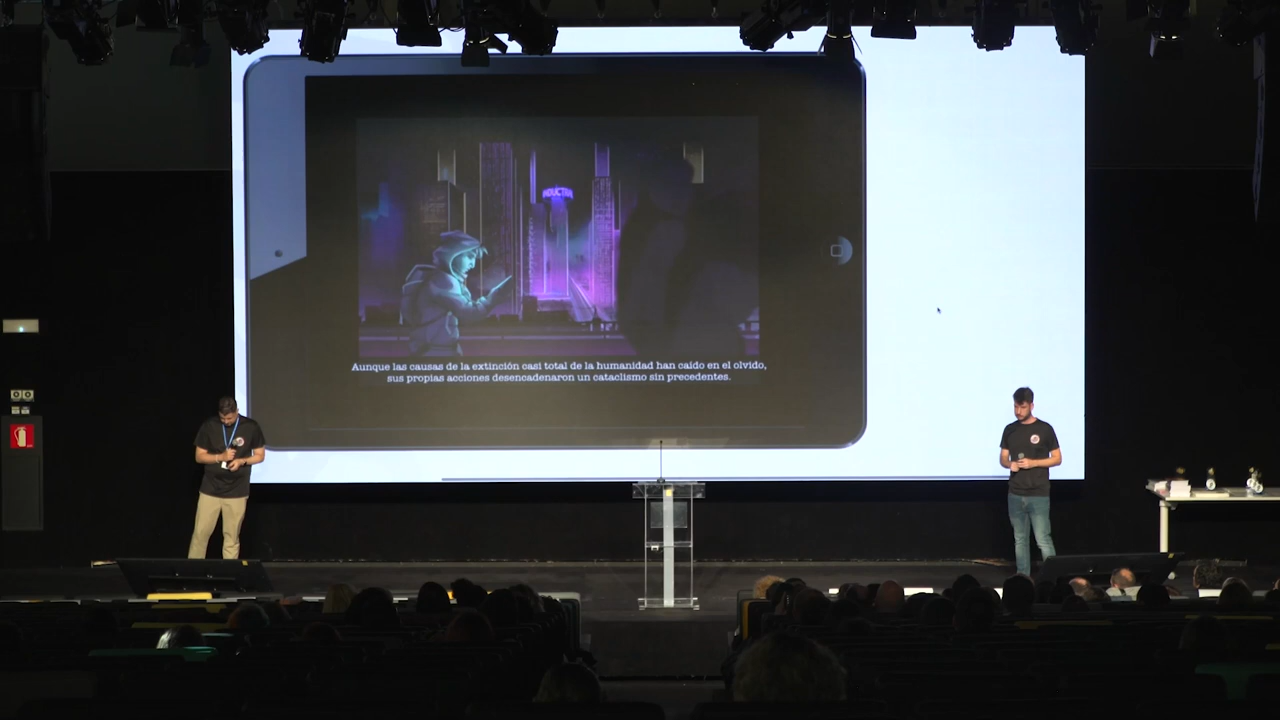 Aunque las causas de la extinción casi total de la humanidad han caído en el olvido,
sus propias acciones desencadenaron un cataclismo sin precedentes.